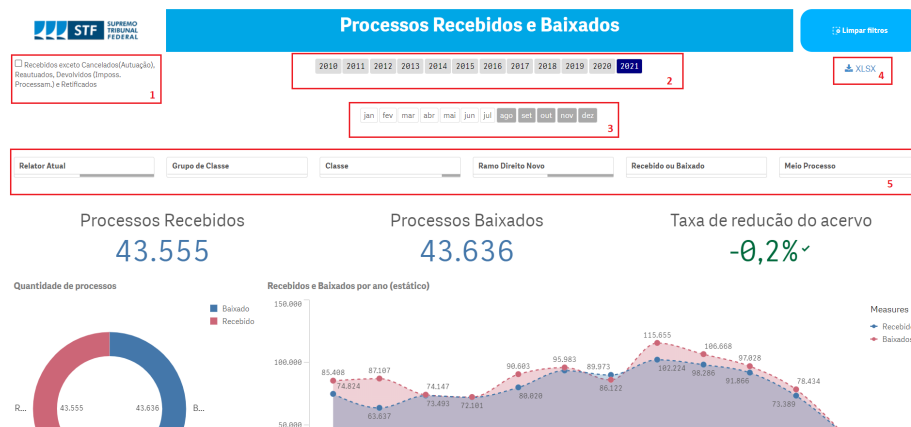 STF SUPREMO TRIBUNAL FEDERAL
Processos Recebidos e Baixados
Limpar filtros
Recebidos exceto Cancelados(Autuação),
Reautuados, Devolvidos (Imposs.
Processam.) e Retificados
1
2010 2011 2012 2013 2014 2015 2016 2017 2018 2019 2020 2021
2
XLSX
4
jan fev mar abr mai jun jul ago set out nov dez
3
Relator Atual Grupo de Classe Classe Ramo Direito Novo Recebido ou Baixado Meio Processo
5
Processos Recebidos Processos Baixados Taxa de redução do acervo
43.555 43.636 -0,2%
Quantidade de processos Recebidos e Baixados por ano (estático)
Baixado
Recebido
R... 43.555 43.636 B...
150.000
100.000
50.000
85.408 87.107 74.147 90.603 95.983 89.973 115.655 106.668 97.028 78.434
74.824 63.637 73.493 72.101 80.020 86.122 102.224 98.286 91.866 73.389
Measures
Recebido
Baixados